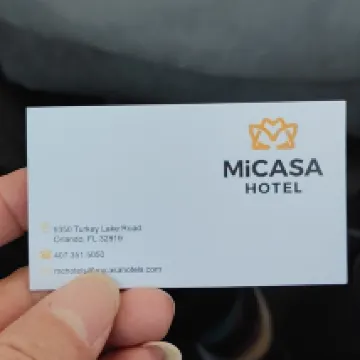 MiCASA
HOTEL
Turkey Lake Road
Orlando, FL
407.351.5050